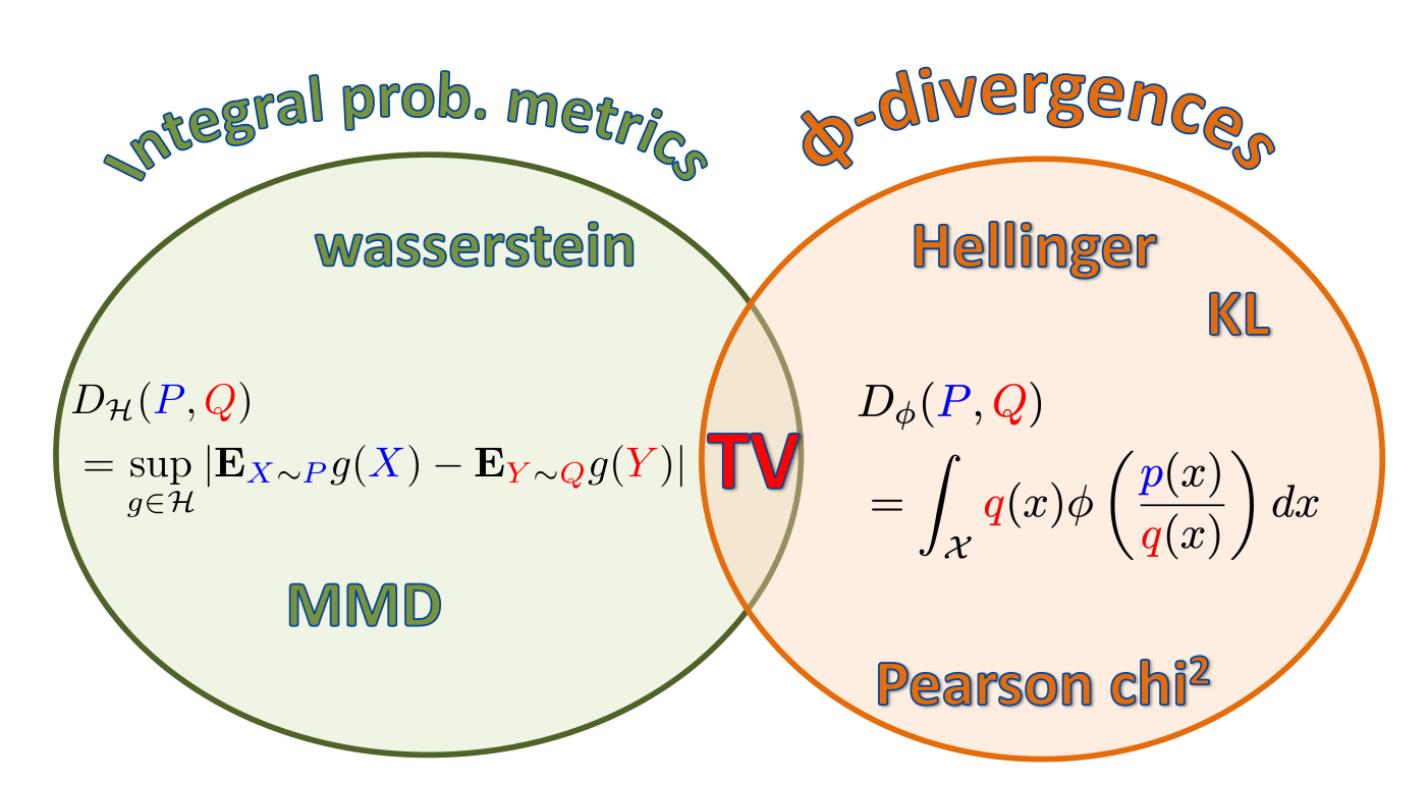 Integral prob. metrics
ϕ-divergences
wasserstein
Hellinger
KL
D_ℋ(P, Q)
= sup_{g∈ℋ} |E_{X∼P} g(X) − E_{Y∼Q} g(Y)|
TV
D_ϕ(P, Q)
= ∫_𝒳 q(x)ϕ (p(x)/q(x)) dx
MMD
Pearson chi²